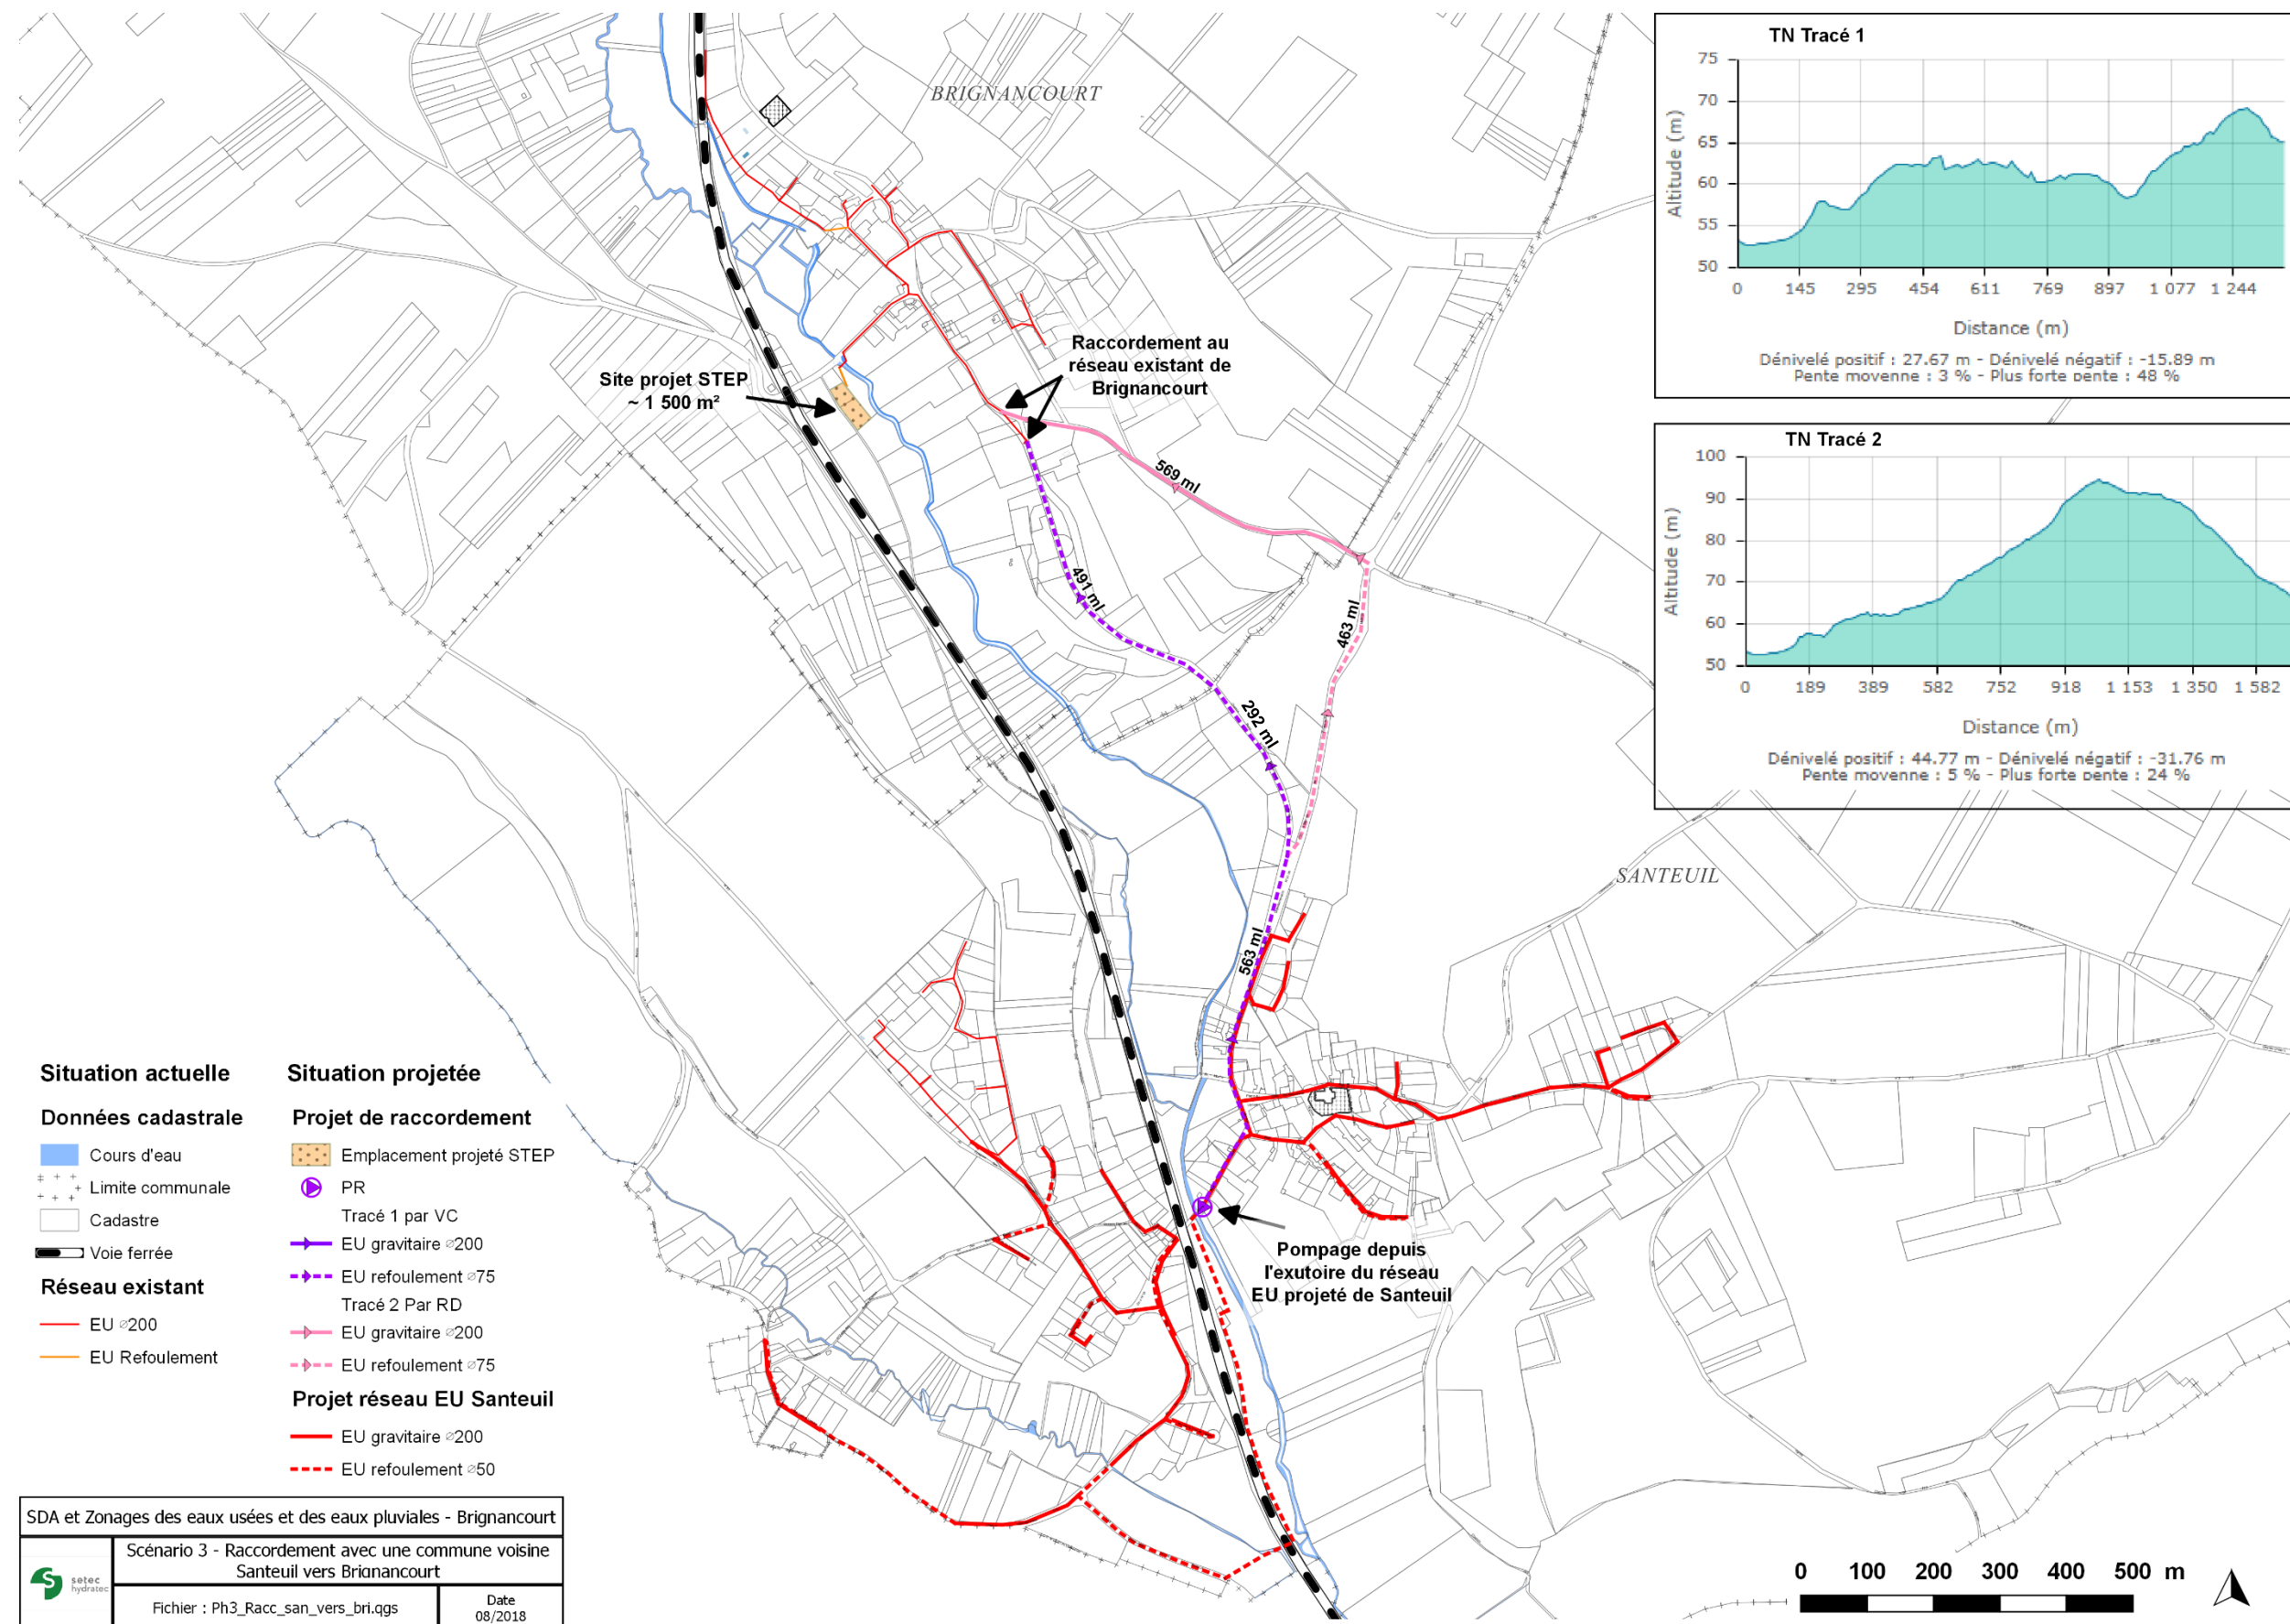 BRIGNANCOURT
Raccordement au
réseau existant de
Brignancourt
Site projet STEP
~ 1 500 m²
569 ml
491 ml
463 ml
292 ml
563 ml
SANTEUIL
Pompage depuis
l'exutoire du réseau
EU projeté de Santeuil
TN Tracé 1
Altitude (m)
75
70
65
60
55
50
0 145 295 454 611 769 897 1 077 1 244
Distance (m)
Dénivelé positif : 27.67 m - Dénivelé négatif : -15.89 m
Pente moyenne : 3 % - Plus forte pente : 48 %
TN Tracé 2
Altitude (m)
100
90
80
70
60
50
0 189 389 582 752 918 1 153 1 350 1 582
Distance (m)
Dénivelé positif : 44.77 m - Dénivelé négatif : -31.76 m
Pente moyenne : 5 % - Plus forte pente : 24 %
Situation actuelle
Données cadastrale
Cours d'eau
Limite communale
Cadastre
Voie ferrée
Réseau existant
EU ⌀200
EU Refoulement
Situation projetée
Projet de raccordement
Emplacement projeté STEP
PR
Tracé 1 par VC
EU gravitaire ⌀200
EU refoulement ⌀75
Tracé 2 Par RD
EU gravitaire ⌀200
EU refoulement ⌀75
Projet réseau EU Santeuil
EU gravitaire ⌀200
EU refoulement ⌀50
SDA et Zonages des eaux usées et des eaux pluviales - Brignancourt
setec
hydratec
Scénario 3 - Raccordement avec une commune voisine
Santeuil vers Brignancourt
Fichier : Ph3_Racc_san_vers_bri.qgs
Date
08/2018
0 100 200 300 400 500 m